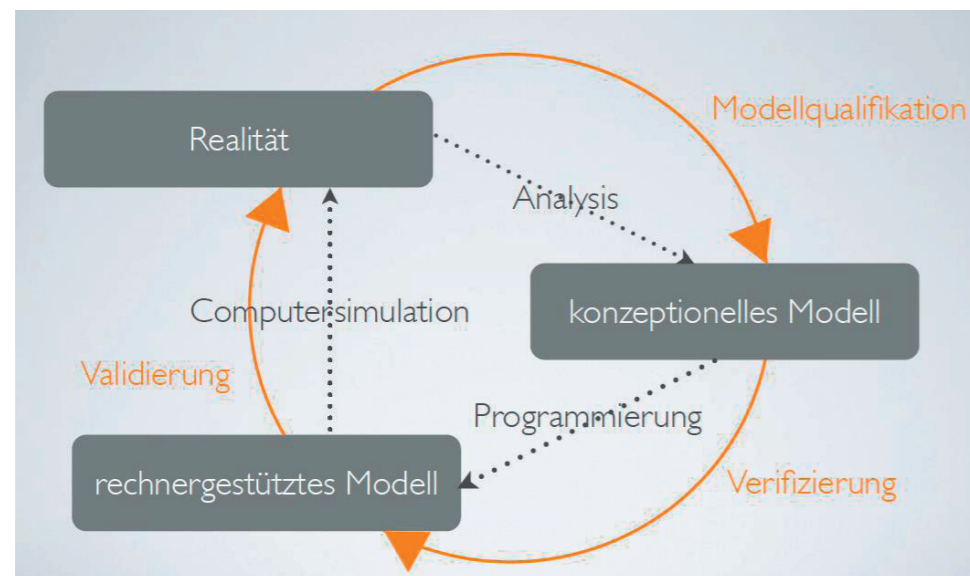 Realität
Modellqualifikation
Analysis
Computersimulation
konzeptionelles Modell
Validierung
Programmierung
rechnergestütztes Modell
Verifizierung